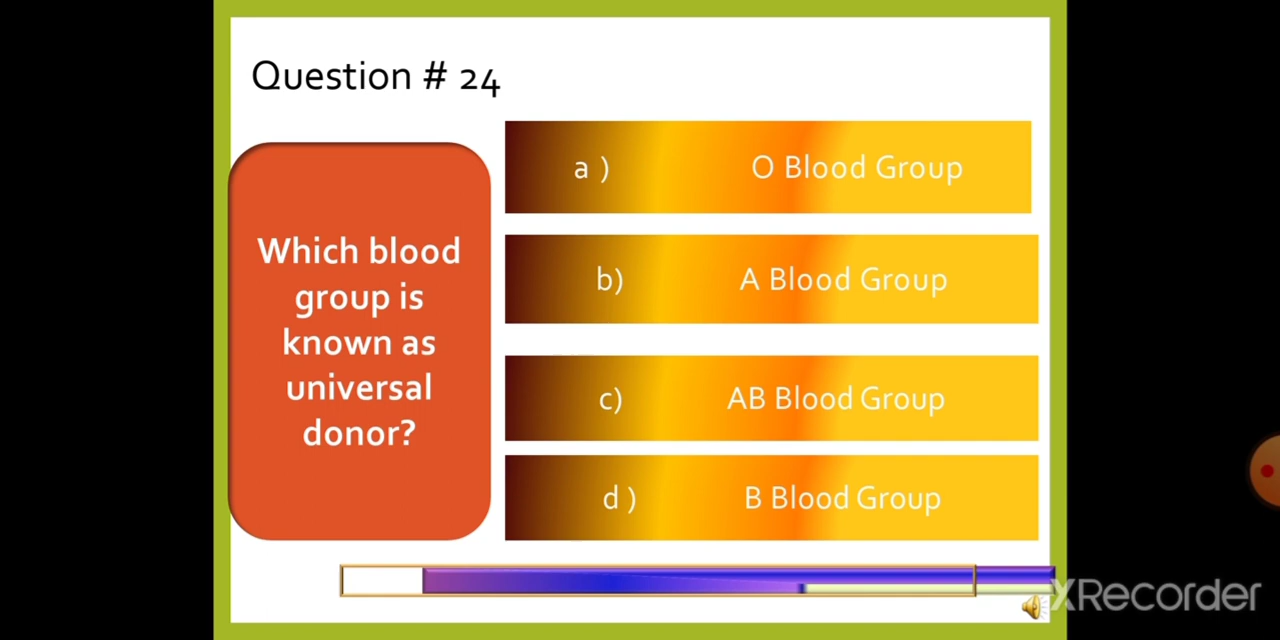 Question # 24
Which blood
group is
known as
universal
donor?
a ) O Blood Group
b) A Blood Group
c) AB Blood Group
d ) B Blood Group
XRecorder